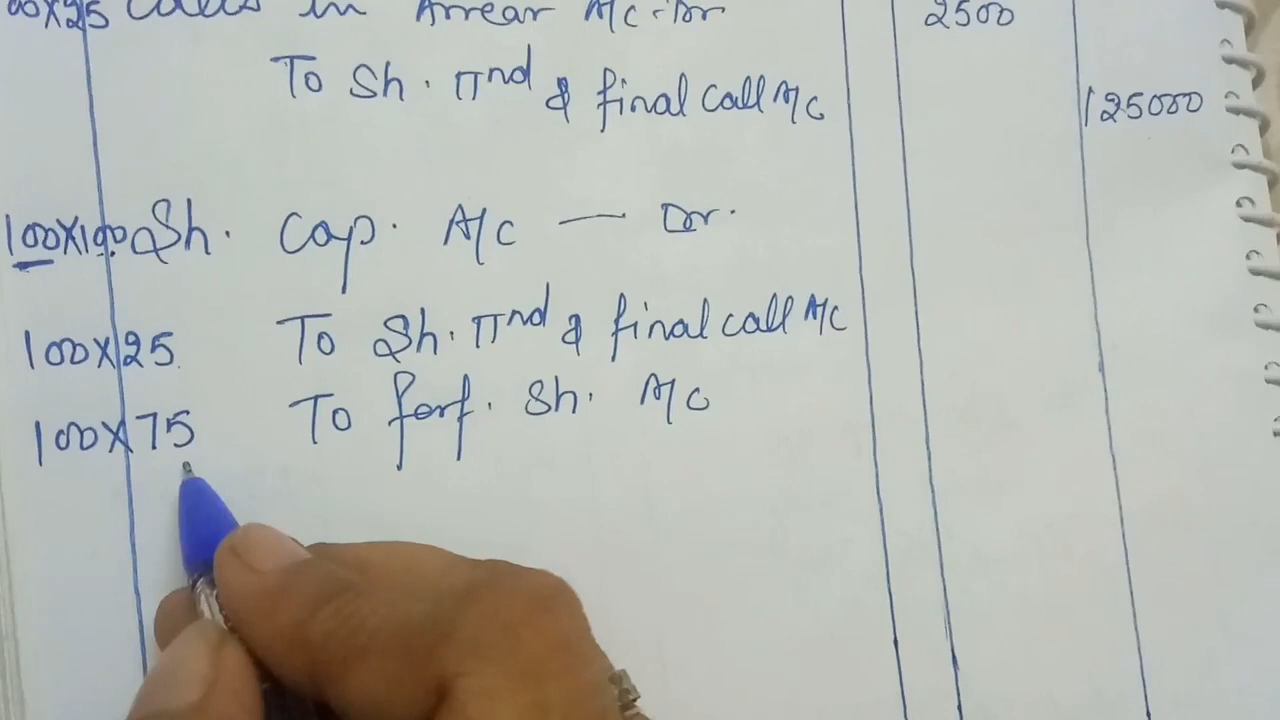 00x25 Calls in Arrear A/C - Dr 2500
To Sh. IInd & final call A/C 125000
100x100 Sh. Cap. A/C — Dr.
100x25 To Sh. IInd & final call A/C
100x75 To forf. Sh. A/C